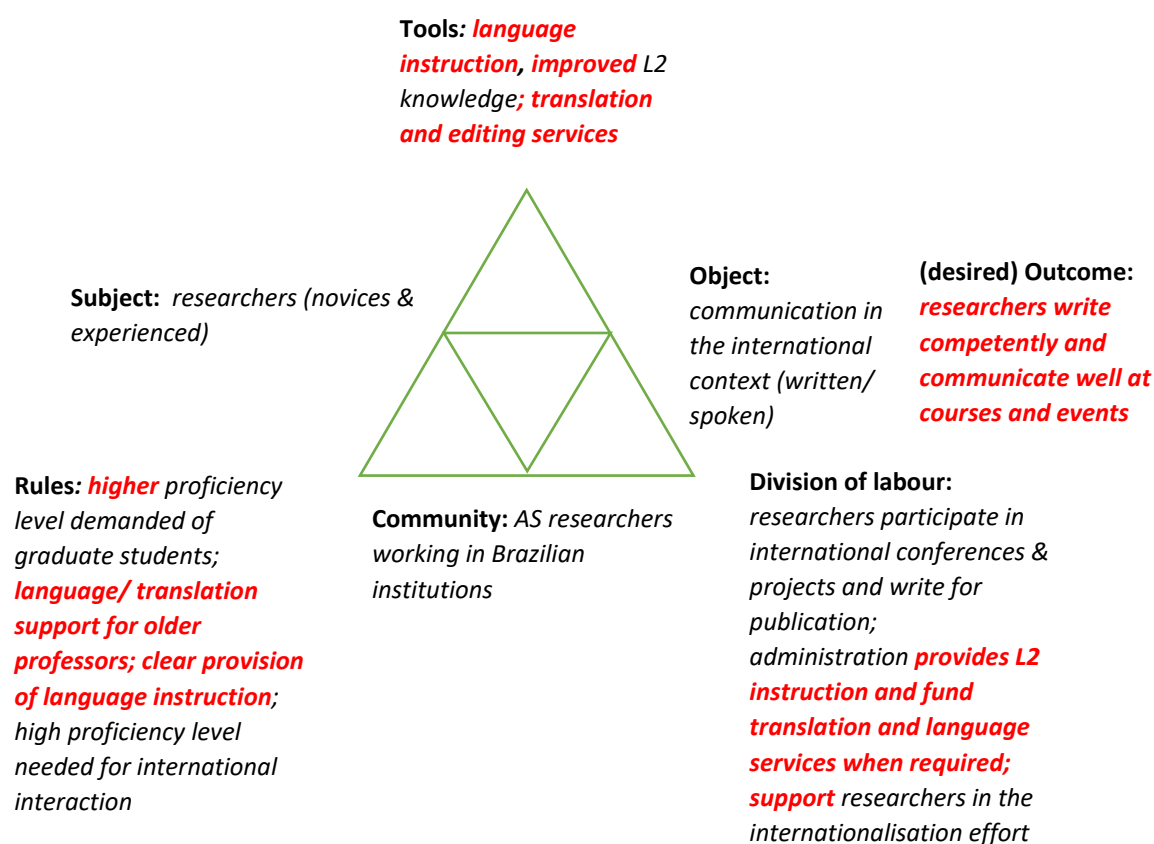 Tools: language
instruction, improved L2
knowledge; translation
and editing services
Subject: researchers (novices &
experienced)
Object:
communication in
the international
context (written/
spoken)
(desired) Outcome:
researchers write
competently and
communicate well at
courses and events
Rules: higher proficiency
level demanded of
graduate students;
language/ translation
support for older
professors; clear provision
of language instruction;
high proficiency level
needed for international
interaction
Community: AS researchers
working in Brazilian
institutions
Division of labour:
researchers participate in
international conferences &
projects and write for
publication;
administration provides L2
instruction and fund
translation and language
services when required;
support researchers in the
internationalisation effort